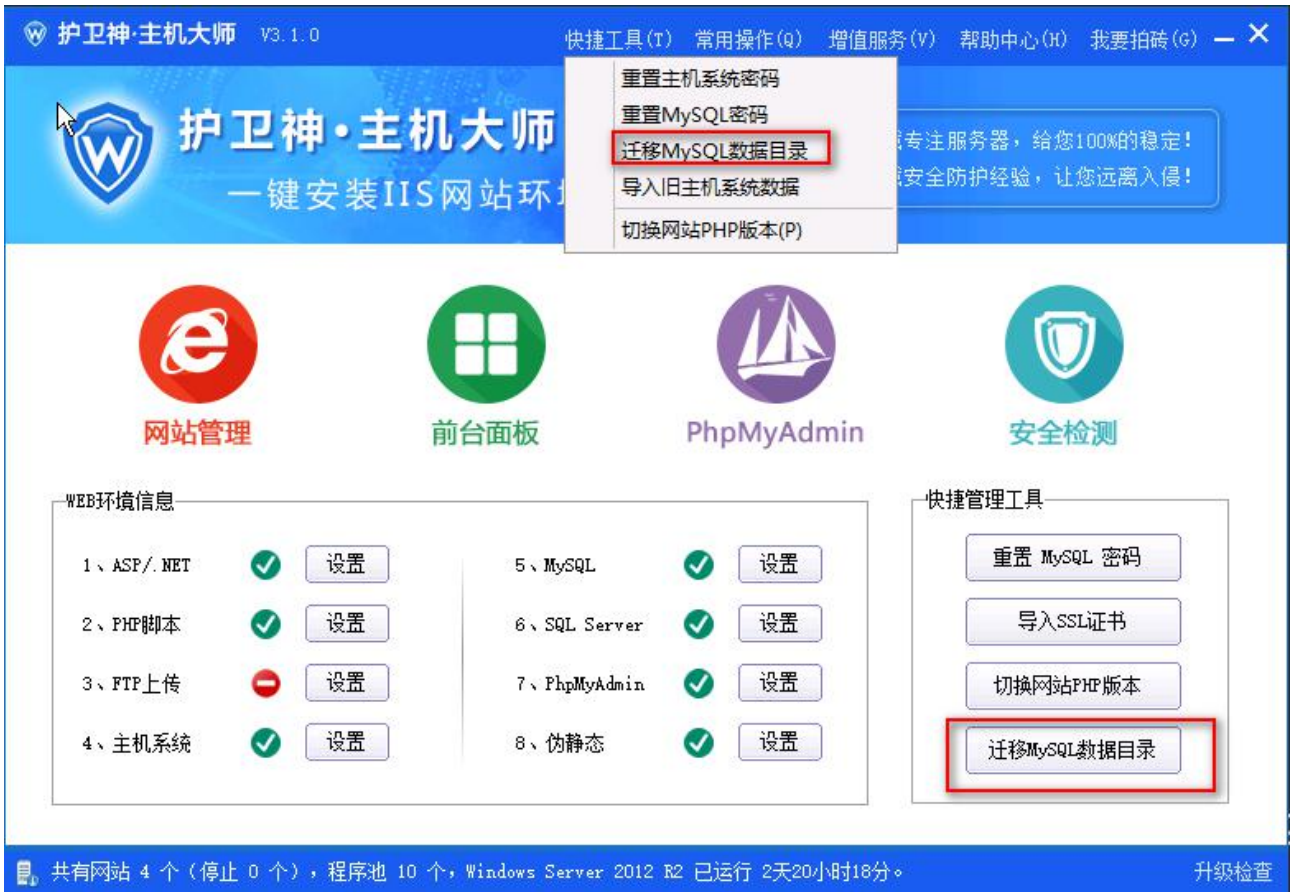 护卫神·主机大师 V3.1.0
快捷工具(T) 常用操作(Q) 增值服务(V) 帮助中心(H) 我要拍砖(G)
重置主机系统密码
重置MySQL密码
迁移MySQL数据目录
导入旧主机系统数据
切换网站PHP版本(P)
W
护卫神·主机大师
一键安装IIS网站环
专注服务器，给您100%的稳定！
安全防护经验，让您远离入侵！
网站管理
前台面板
PhpMyAdmin
安全检测
WEB环境信息
1、ASP/.NET 设置
2、PHP脚本 设置
3、FTP上传 设置
4、主机系统 设置
5、MySQL 设置
6、SQL Server 设置
7、PhpMyAdmin 设置
8、伪静态 设置
快捷管理工具
重置 MySQL 密码
导入SSL证书
切换网站PHP版本
迁移MySQL数据目录
共有网站 4 个（停止 0 个），程序池 10 个，Windows Server 2012 R2 已运行 2天20小时18分。
升级检查